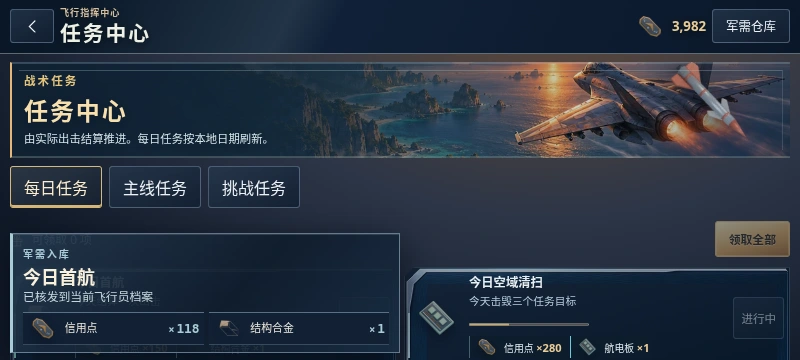 飞行指挥中心
任务中心
3,982
军需仓库
战术任务
任务中心
由实际出击结算推进。每日任务按本地日期刷新。
每日任务
主线任务
挑战任务
领取全部
军需入库
今日首航
已核发到当前飞行员档案
信用点 ×118
结构合金 ×1
今日空域清扫
今天击毁三个任务目标
进行中
信用点 ×280
航电板 ×1